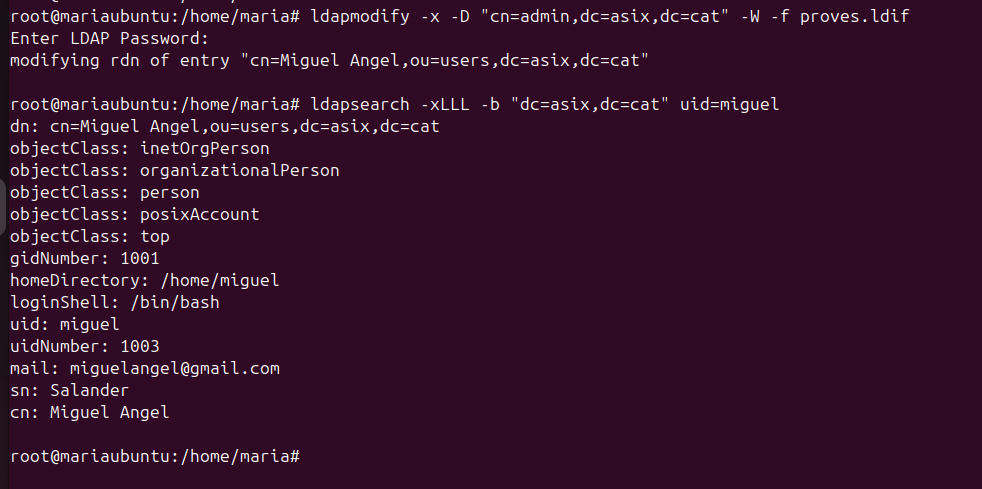 root@mariaubuntu:/home/maria# ldapmodify -x -D "cn=admin,dc=asix,dc=cat" -W -f proves.ldif
Enter LDAP Password:
modifying rdn of entry "cn=Miguel Angel,ou=users,dc=asix,dc=cat"
root@mariaubuntu:/home/maria# ldapsearch -xLLL -b "dc=asix,dc=cat" uid=miguel
dn: cn=Miguel Angel,ou=users,dc=asix,dc=cat
objectClass: inetOrgPerson
objectClass: organizationalPerson
objectClass: person
objectClass: posixAccount
objectClass: top
gidNumber: 1001
homeDirectory: /home/miguel
loginShell: /bin/bash
uid: miguel
uidNumber: 1003
mail: miguelangel@gmail.com
sn: Salander
cn: Miguel Angel
root@mariaubuntu:/home/maria#